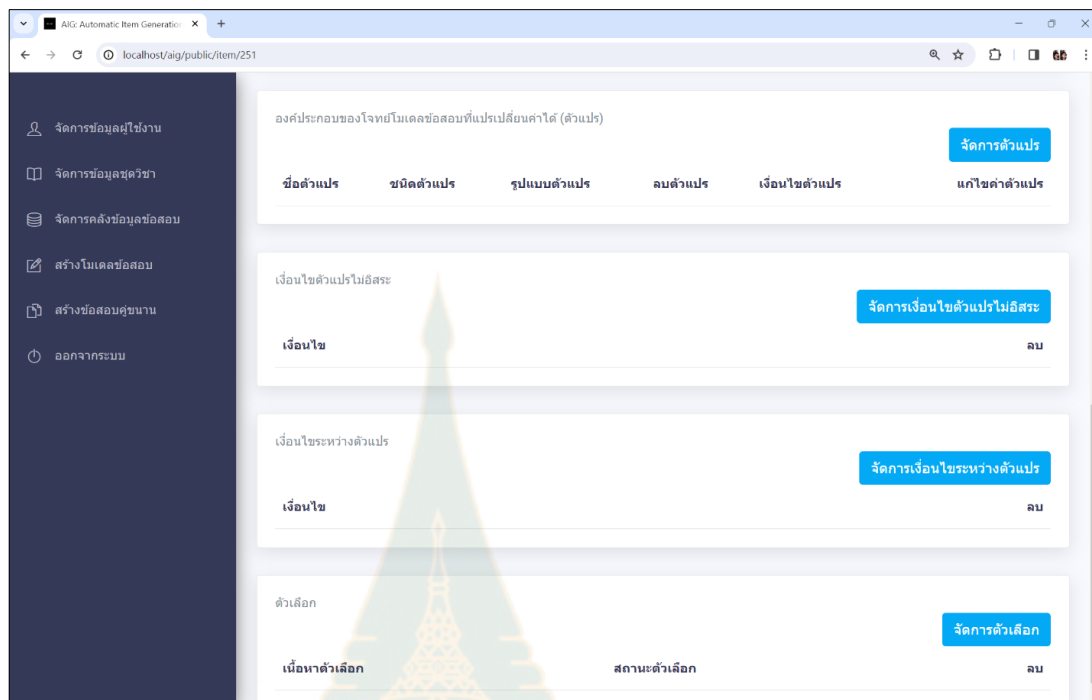 AIG: Automatic Item Generation
localhost/aig/public/item/251
จัดการข้อมูลผู้ใช้งาน
จัดการข้อมูลชุดวิชา
จัดการคลังข้อมูลข้อสอบ
สร้างโมเดลข้อสอบ
สร้างข้อสอบคู่ขนาน
ออกจากระบบ
องค์ประกอบของโจทย์โมเดลข้อสอบที่แปรเปลี่ยนค่าได้ (ตัวแปร)
จัดการตัวแปร
ชื่อตัวแปร ชนิดตัวแปร รูปแบบตัวแปร ลบตัวแปร เงื่อนไขตัวแปร แก้ไขค่าตัวแปร
เงื่อนไขตัวแปรไม่อิสระ
จัดการเงื่อนไขตัวแปรไม่อิสระ
เงื่อนไข ลบ
เงื่อนไขระหว่างตัวแปร
จัดการเงื่อนไขระหว่างตัวแปร
เงื่อนไข ลบ
ตัวเลือก
จัดการตัวเลือก
เนื้อหาตัวเลือก สถานะตัวเลือก ลบ